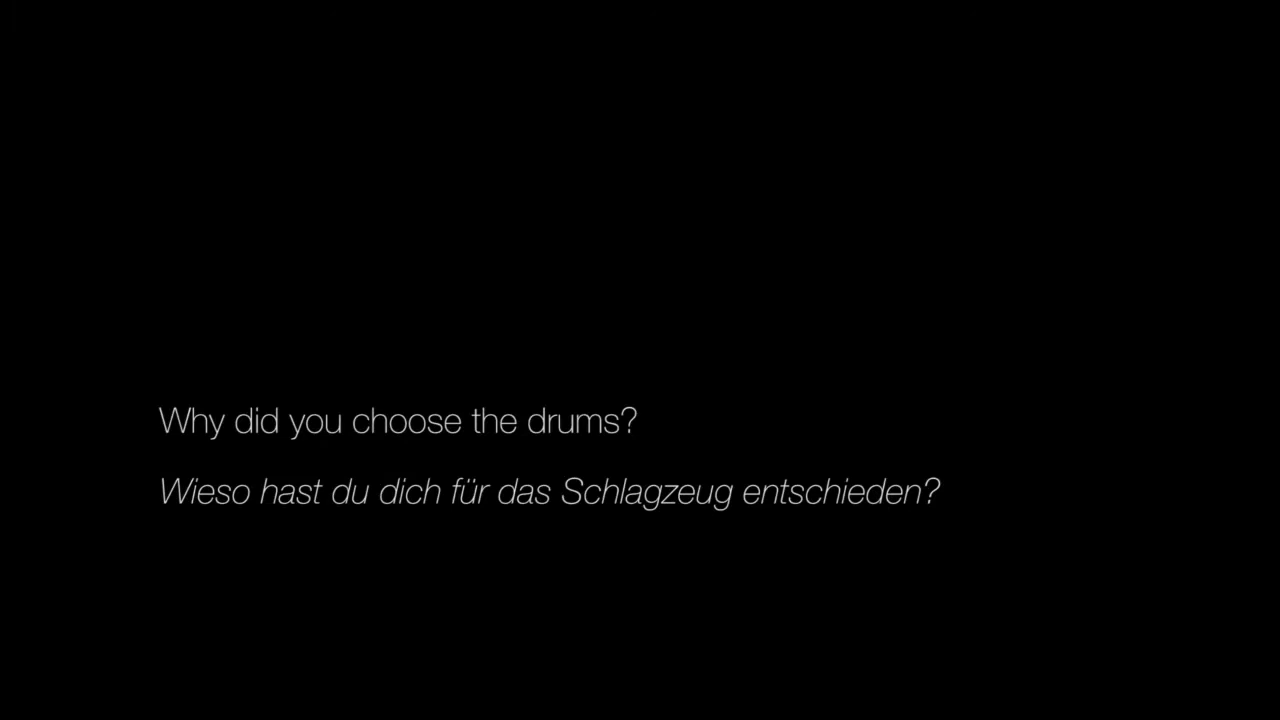 Why did you choose the drums?
Wieso hast du dich für das Schlagzeug entschieden?